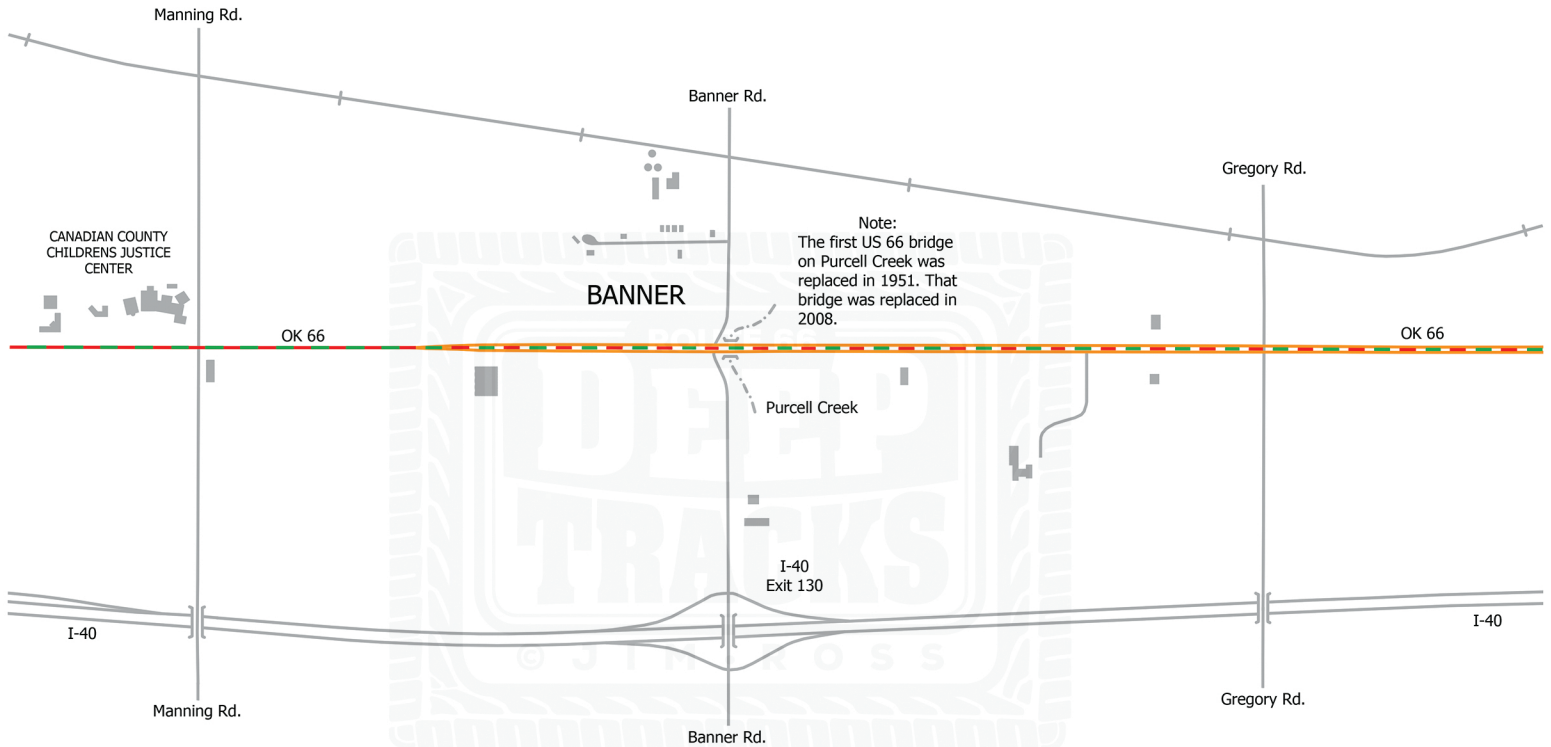 Manning Rd.
Banner Rd.
Gregory Rd.
CANADIAN COUNTY
CHILDRENS JUSTICE
CENTER
Note:
The first US 66 bridge
on Purcell Creek was
replaced in 1951. That
bridge was replaced in
2008.
BANNER
OK 66
OK 66
DEEP
Purcell Creek
TRACKS
I-40
Exit 130
I-40
I-40
© JIM ROSS
Manning Rd.
Gregory Rd.
Banner Rd.